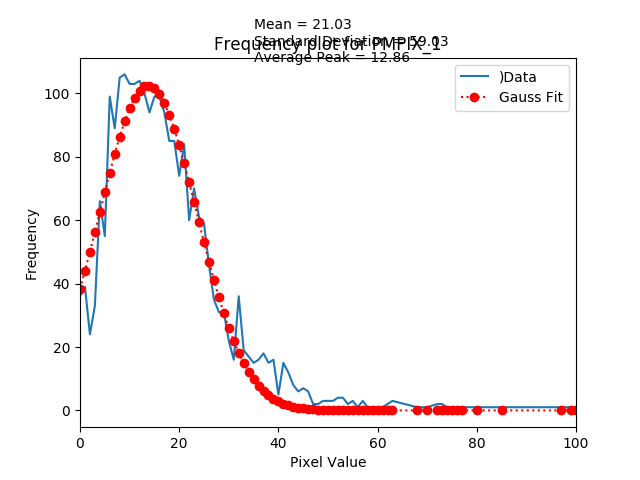 Mean = 21.03
Standard Deviation = 59.03
Frequency plot for PMPIX_1
Average Peak = 12.86
)Data
Gauss Fit
100
80
60
40
20
0
Frequency
0 20 40 60 80 100
Pixel Value